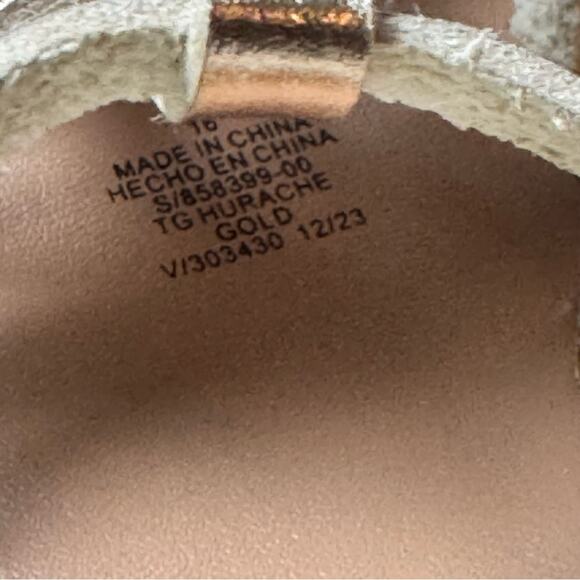 16
MADE IN CHINA
HECHO EN CHINA
S/858399-00
TG HURACHE
GOLD
V/303430 12/23